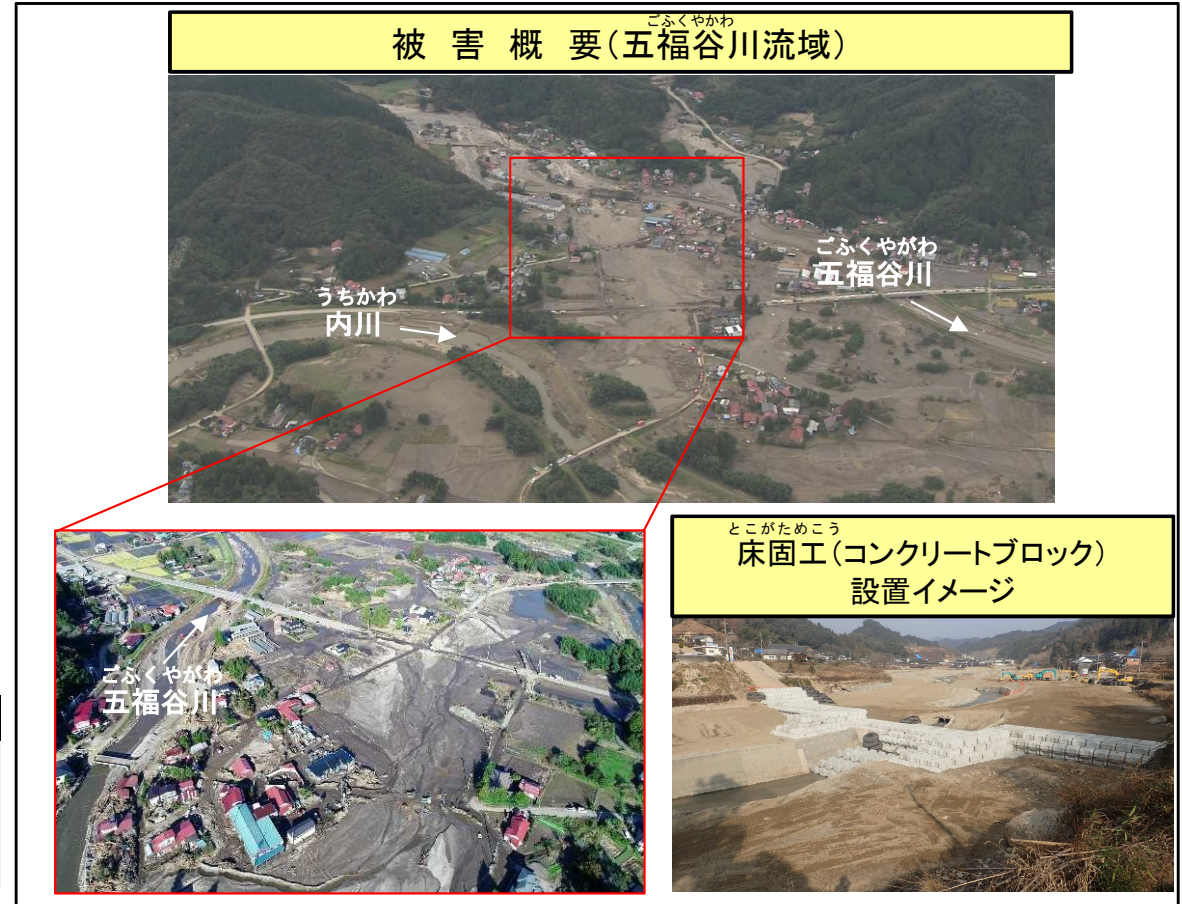 ごふくやかわ
被 害 概 要(五福谷川流域)
ごふくやがわ
五福谷川
うちかわ
内川
とこがためこう
床固工(コンクリートブロック)
設置イメージ
ごふくやがわ
五福谷川